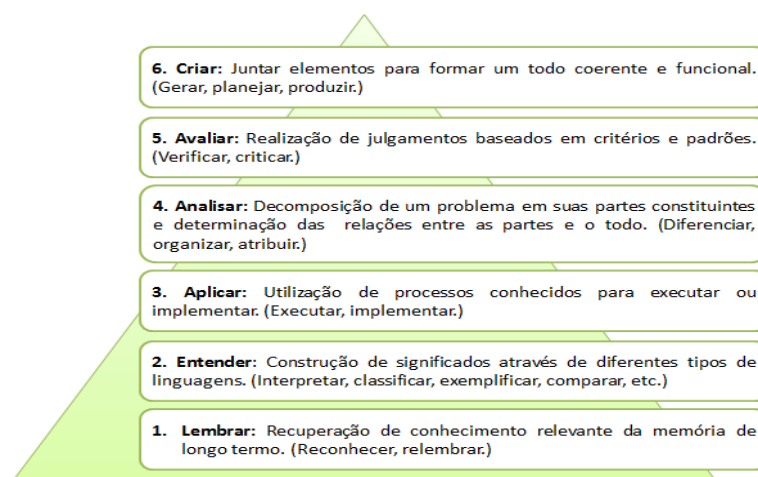 6. Criar: Juntar elementos para formar um todo coerente e funcional.
(Gerar, planejar, produzir.)
5. Avaliar: Realização de julgamentos baseados em critérios e padrões.
(Verificar, criticar.)
4. Analisar: Decomposição de um problema em suas partes constituintes
e determinação das relações entre as partes e o todo. (Diferenciar,
organizar, atribuir.)
3. Aplicar: Utilização de processos conhecidos para executar ou
implementar. (Executar, implementar.)
2. Entender: Construção de significados através de diferentes tipos de
linguagens. (Interpretar, classificar, exemplificar, comparar, etc.)
1. Lembrar: Recuperação de conhecimento relevante da memória de
longo termo. (Reconhecer, relembrar.)